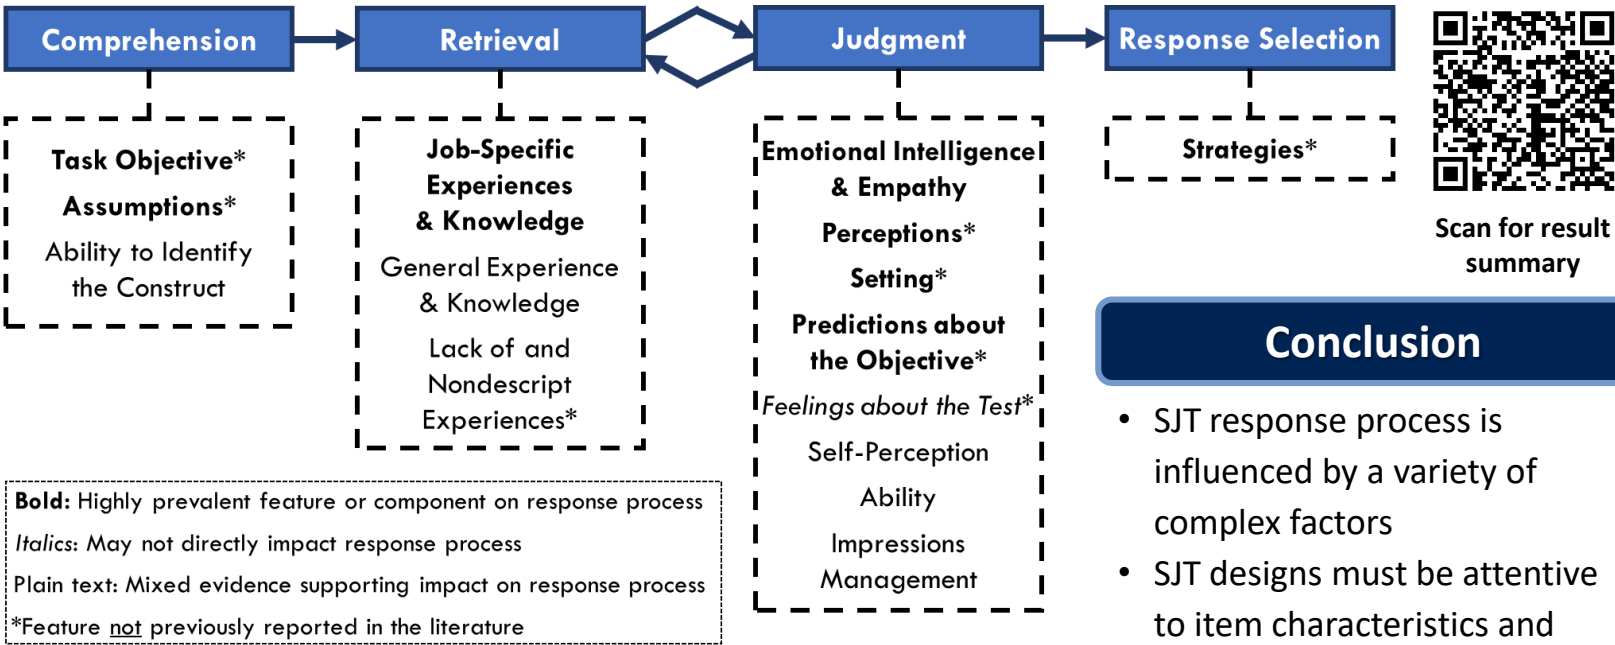 Comprehension
Retrieval
Judgment
Response Selection
Task Objective*
Assumptions*
Ability to Identify
the Construct
Job-Specific
Experiences
& Knowledge
General Experience
& Knowledge
Lack of and
Nondescript
Experiences*
Emotional Intelligence
& Empathy
Perceptions*
Setting*
Predictions about
the Objective*
Feelings about the Test*
Self-Perception
Ability
Impressions
Management
Strategies*
Scan for result
summary
Bold: Highly prevalent feature or component on response process
Italics: May not directly impact response process
Plain text: Mixed evidence supporting impact on response process
*Feature not previously reported in the literature
Conclusion
• SJT response process is
influenced by a variety of
complex factors
• SJT designs must be attentive
to item characteristics and